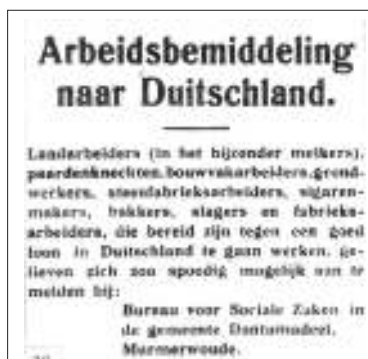 Arbeidsbemiddeling
naar Duitschland.
Landarbeiders (in het bijzonder melkers),
paardenknechten, bouwvakarbeiders, grond-
werkers, steenfabrieksarbeiders, sigaren-
makers, bakkers, slagers en fabrieks-
arbeiders, die bereid zijn tegen een goed
loon in Duitschland te gaan werken, ge-
lieven zich zoo spoedig mogelijk aan te
melden bij:
Bureau voor Sociale Zaken in
de gemeente Dantumadeel,
Murmerwoude.